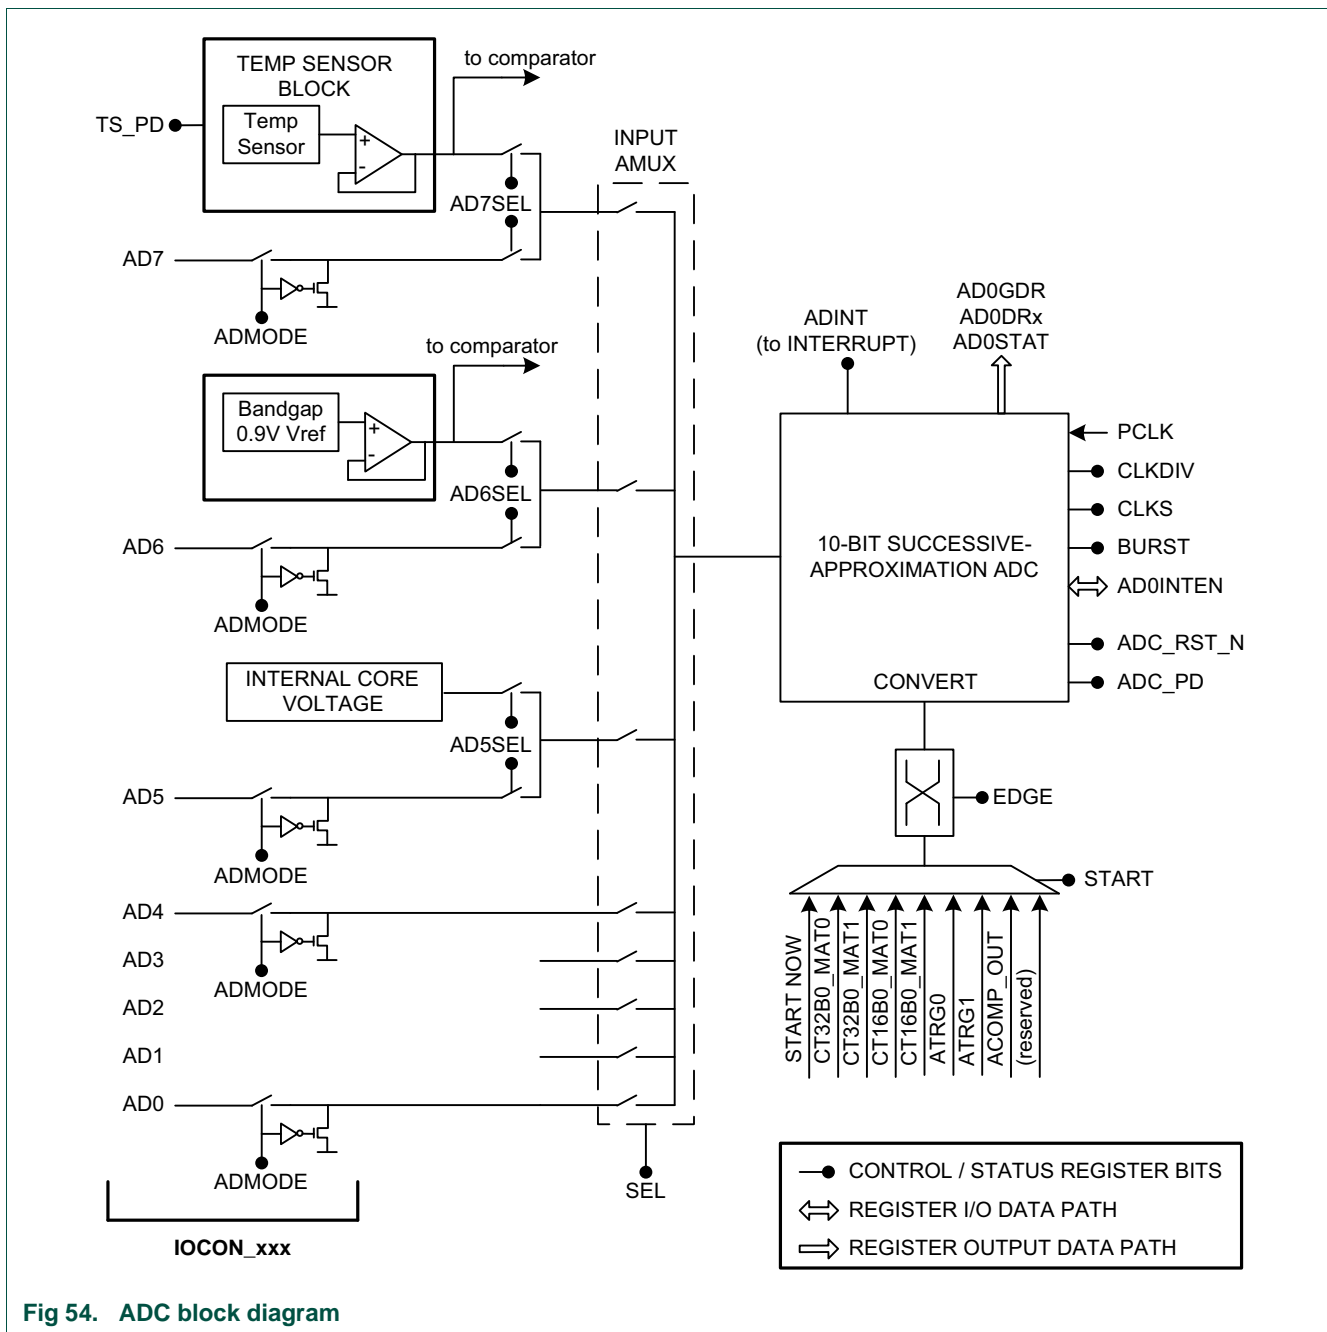 TEMP SENSOR
BLOCK
Temp
Sensor
+
-
TS_PD
to comparator
INPUT
AMUX
AD7SEL
AD7
ADMODE
to comparator
Bandgap
0.9V Vref
+
-
AD6SEL
AD6
ADMODE
INTERNAL CORE
VOLTAGE
AD5SEL
AD5
ADMODE
AD4
ADMODE
AD3
AD2
AD1
AD0
ADMODE
SEL
IOCON_xxx
ADINT
(to INTERRUPT)
AD0GDR
AD0DRx
AD0STAT
10-BIT SUCCESSIVE-
APPROXIMATION ADC
CONVERT
PCLK
CLKDIV
CLKS
BURST
AD0INTEN
ADC_RST_N
ADC_PD
EDGE
START
START NOW
CT32B0_MAT0
CT32B0_MAT1
CT16B0_MAT0
CT16B0_MAT1
ATRG0
ATRG1
ACOMP_OUT
(reserved)
CONTROL / STATUS REGISTER BITS
REGISTER I/O DATA PATH
REGISTER OUTPUT DATA PATH
Fig 54. ADC block diagram